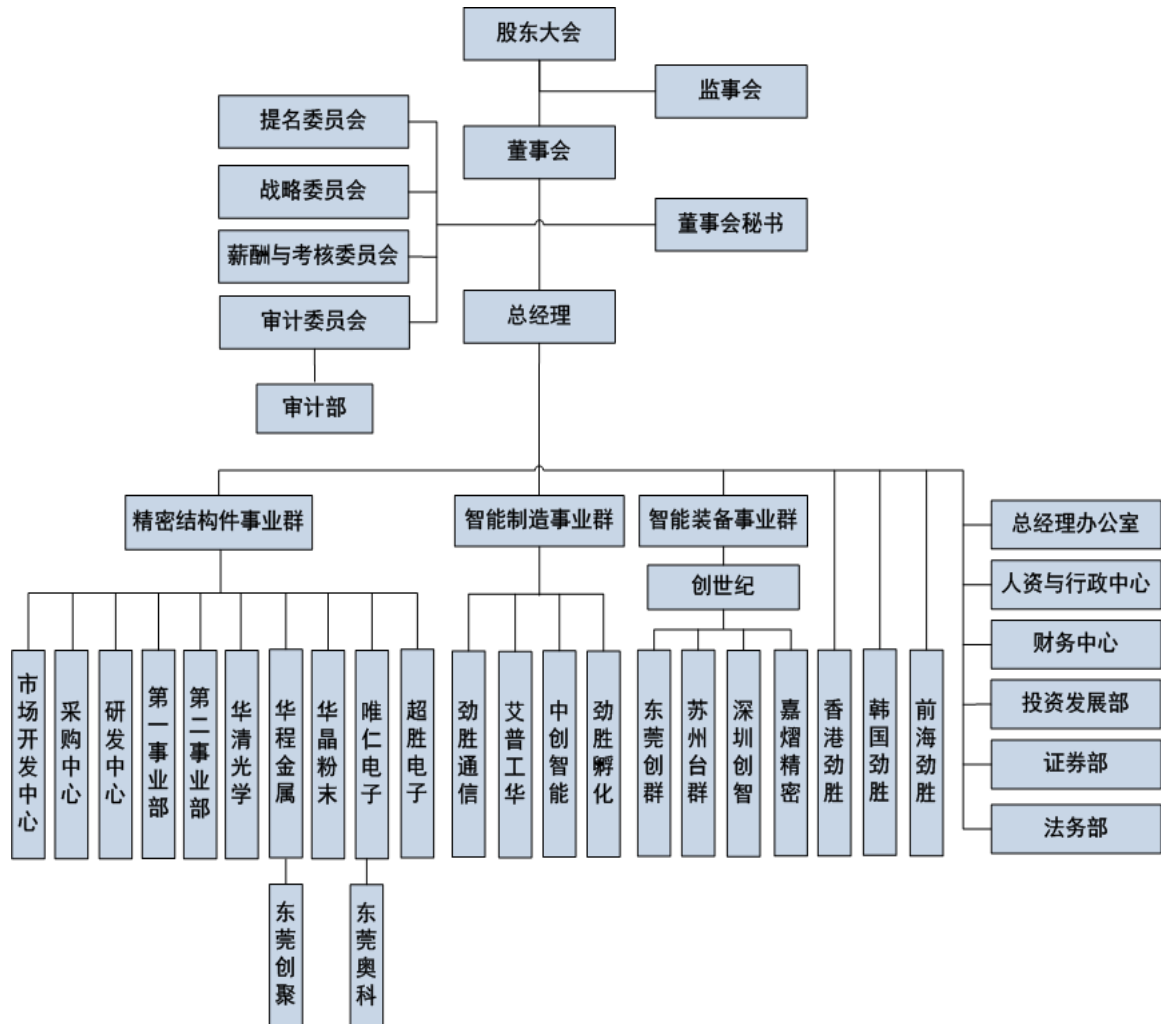 股东大会
监事会
提名委员会
董事会
战略委员会
董事会秘书
薪酬与考核委员会
总经理
审计委员会
审计部
精密结构件事业群
智能制造事业群
智能装备事业群
总经理办公室
创世纪
人资与行政中心
财务中心
投资发展部
证券部
法务部
市场开发中心
采购中心
研发中心
第一事业部
第二事业部
华清光学
华程金属
华晶粉末
唯仁电子
超胜电子
劲胜通信
艾普工华
中创智能
劲胜孵化
东莞创群
苏州台群
深圳创智
嘉熠精密
香港劲胜
韩国劲胜
前海劲胜
东莞创聚
东莞奥科